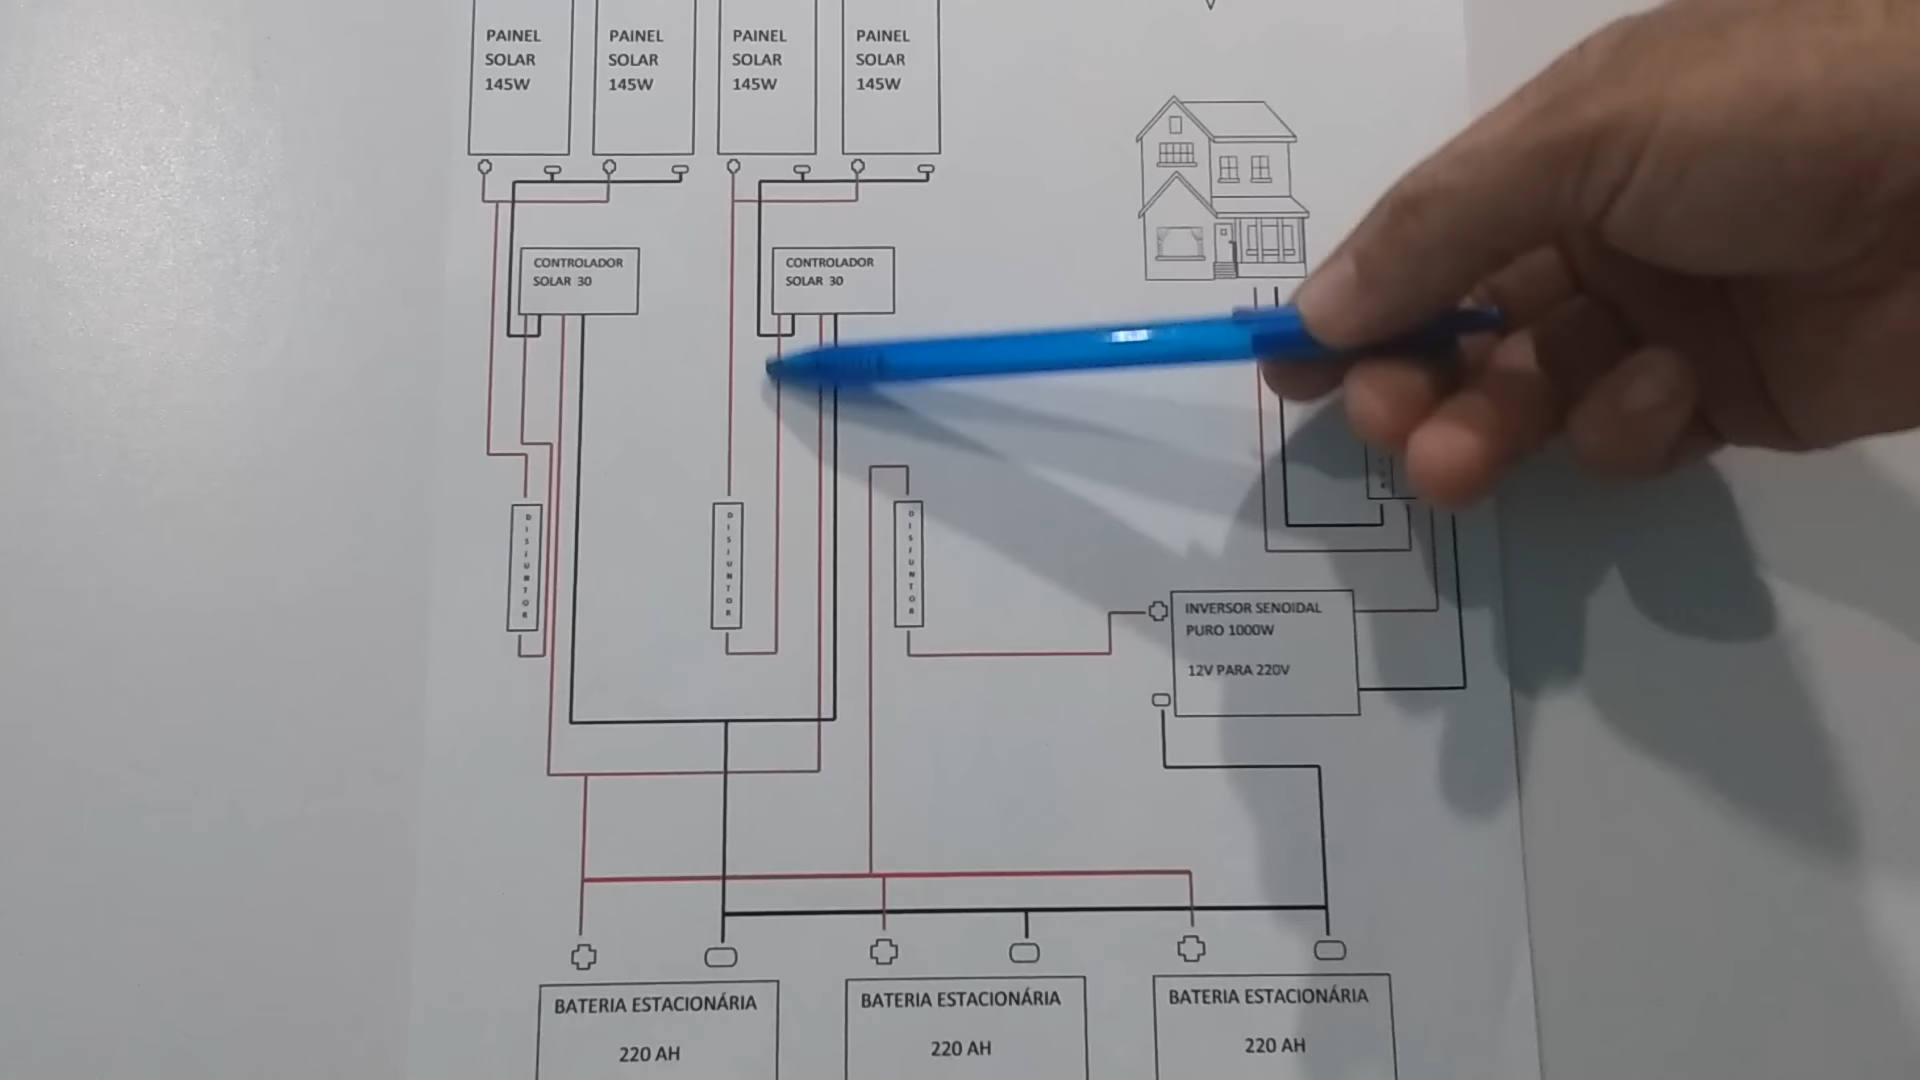 PAINEL
SOLAR
145W
PAINEL
SOLAR
145W
PAINEL
SOLAR
145W
PAINEL
SOLAR
145W
CONTROLADOR
SOLAR 30
CONTROLADOR
SOLAR 30
DISJUNTOR
DISJUNTOR
DISJUNTOR
INVERSOR SENOIDAL
PURO 1000W
12V PARA 220V
BATERIA ESTACIONÁRIA
220 AH
BATERIA ESTACIONÁRIA
220 AH
BATERIA ESTACIONÁRIA
220 AH